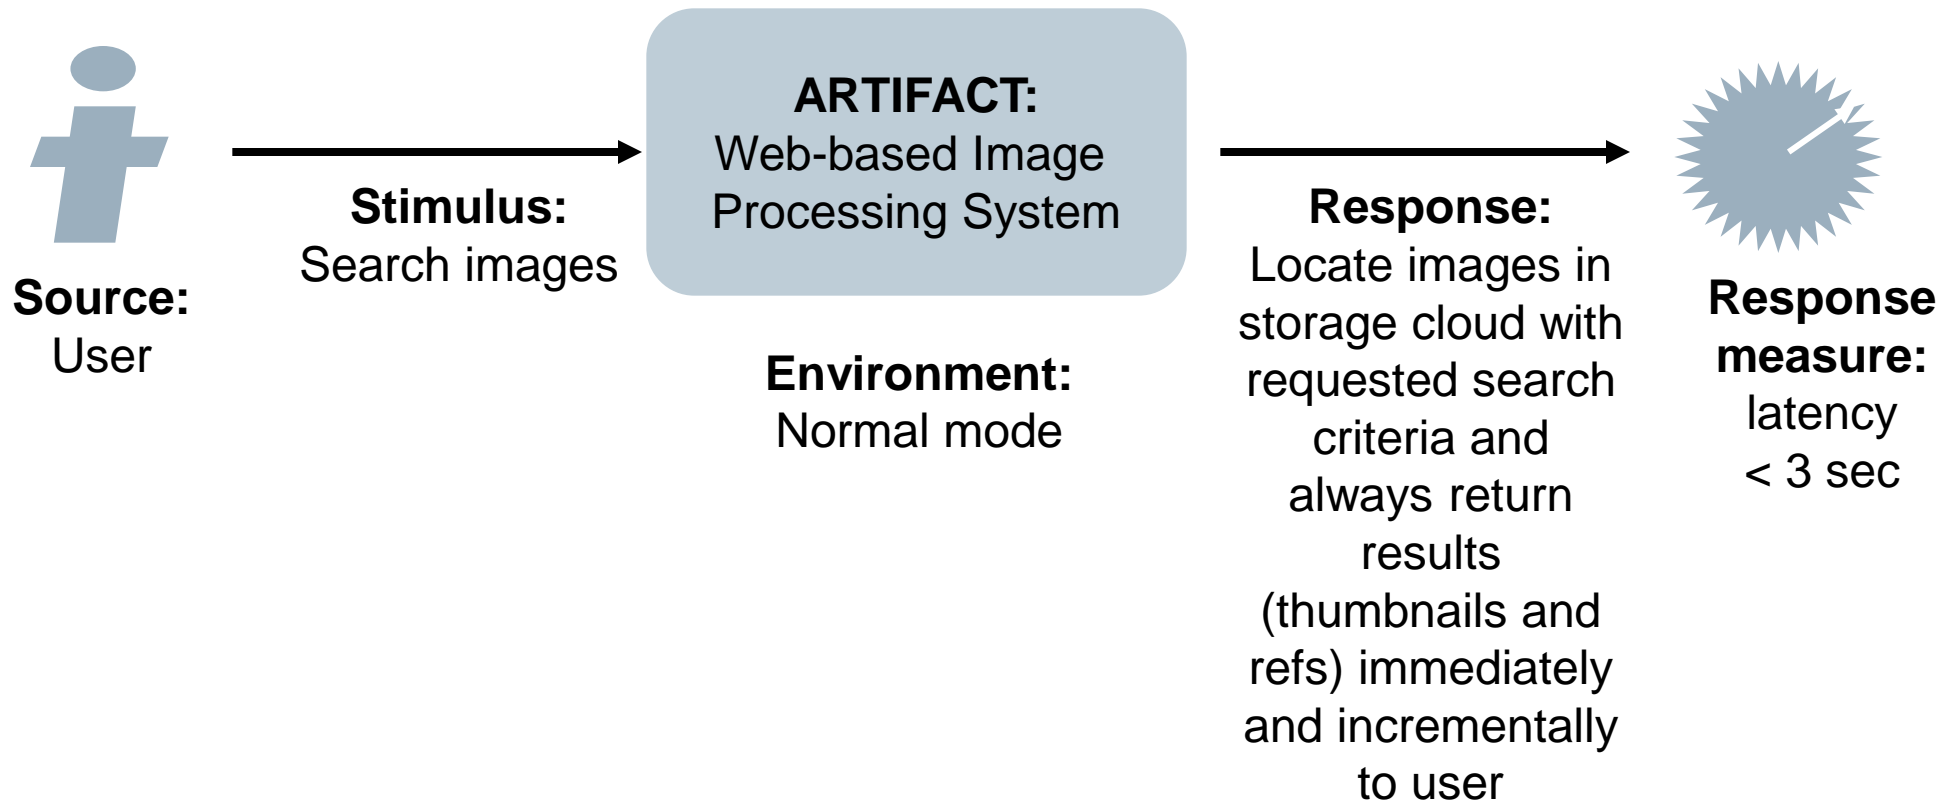 Source:
User
Stimulus:
Search images
ARTIFACT:
Web-based Image
Processing System
Environment:
Normal mode
Response:
Locate images in
storage cloud with
requested search
criteria and
always return
results
(thumbnails and
refs) immediately
and incrementally
to user
Response
measure:
latency
< 3 sec